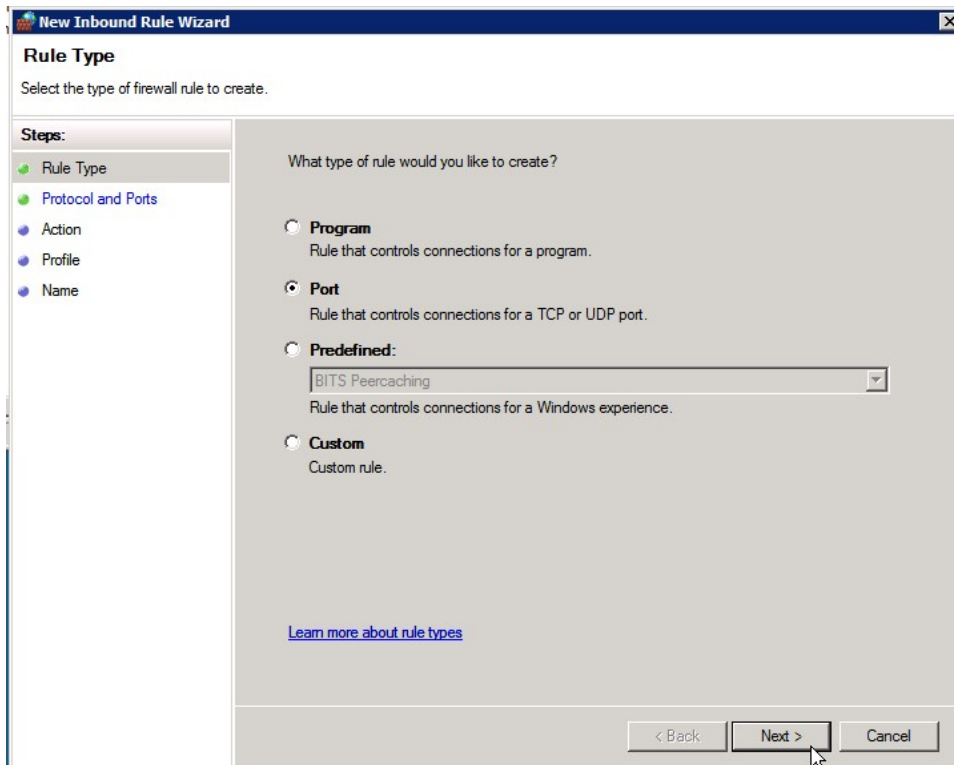 New Inbound Rule Wizard
Rule Type
Select the type of firewall rule to create.
Steps:
Rule Type
Protocol and Ports
Action
Profile
Name
What type of rule would you like to create?
Program
Rule that controls connections for a program.
Port
Rule that controls connections for a TCP or UDP port.
Predefined:
BITS Peercaching
Rule that controls connections for a Windows experience.
Custom
Custom rule.
Learn more about rule types
< Back
Next >
Cancel